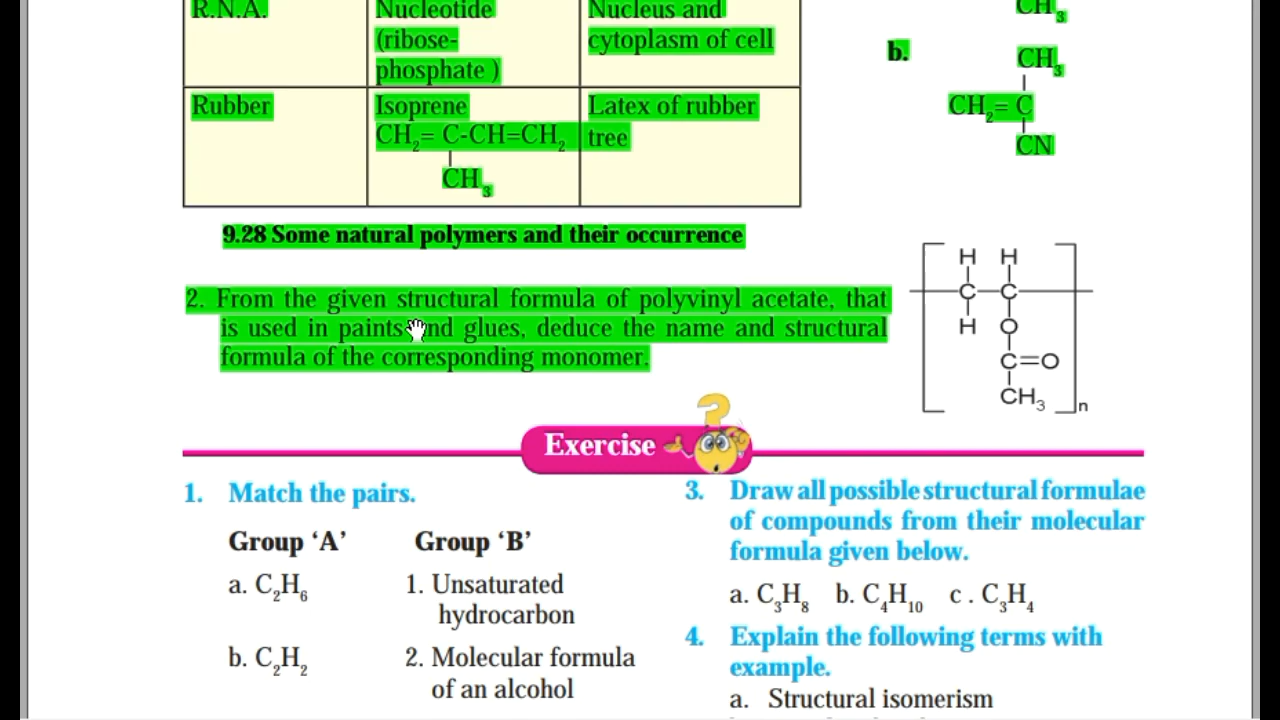 R.N.A.
Nucleotide
(ribose-
phosphate )
Nucleus and
cytoplasm of cell
Rubber
Isoprene
CH₂= C-CH=CH₂
CH₃
Latex of rubber
tree
9.28 Some natural polymers and their occurrence
CH₃
b.
CH₃
CH₂= C
CN
2. From the given structural formula of polyvinyl acetate, that
is used in paints and glues, deduce the name and structural
formula of the corresponding monomer.
H H
C C
H O
C=O
CH₃
n
Exercise
1. Match the pairs.
Group ‘A’ Group ‘B’
a. C₂H₆ 1. Unsaturated
hydrocarbon
b. C₂H₂ 2. Molecular formula
of an alcohol
3. Draw all possible structural formulae
of compounds from their molecular
formula given below.
a. C₃H₈ b. C₄H₁₀ c . C₃H₄
4. Explain the following terms with
example.
a. Structural isomerism